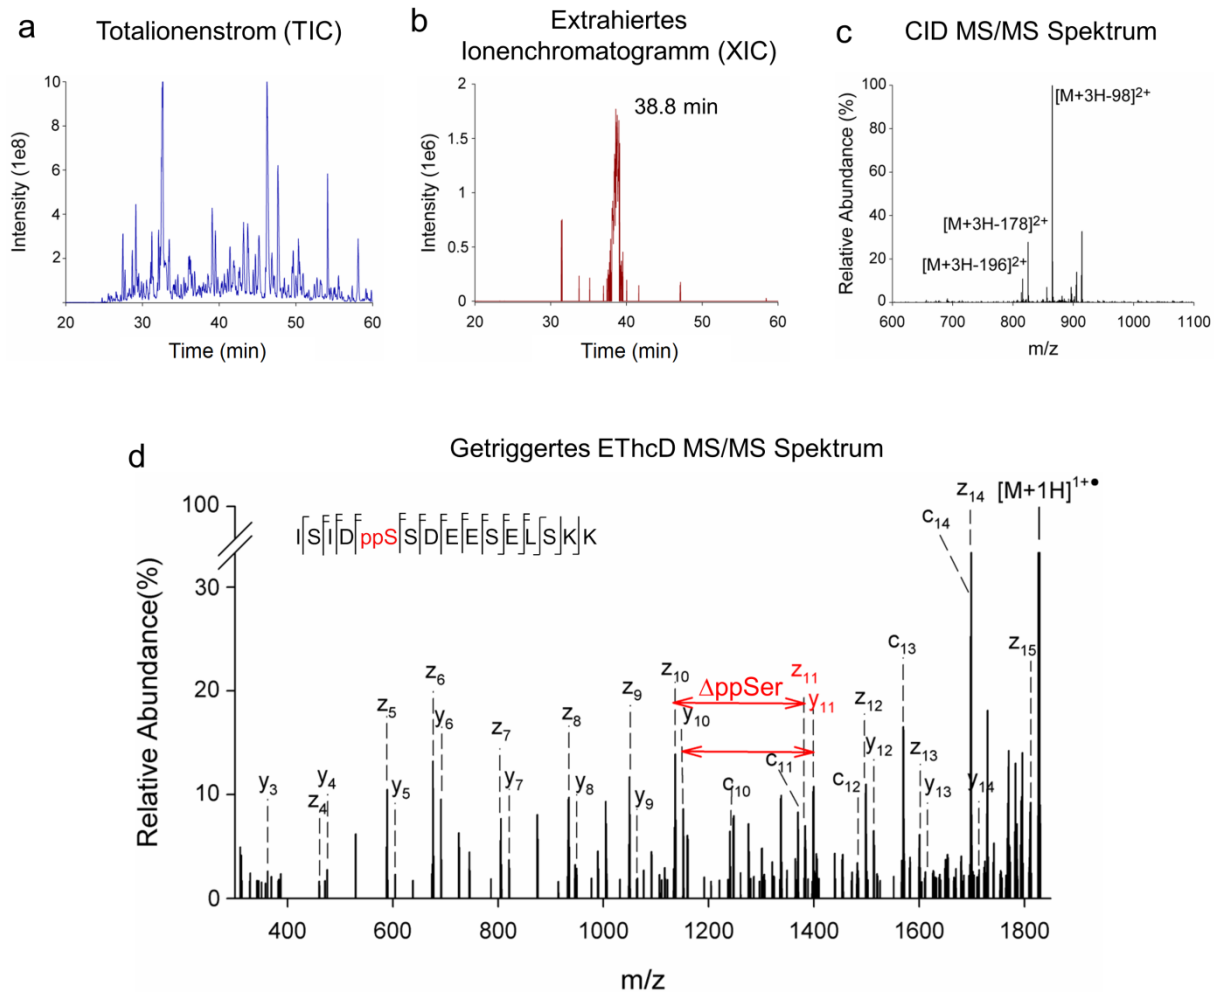 a
Totalionenstrom (TIC)
Intensity (1e8)
10
8
6
4
2
20
30
40
50
60
Time (min)
b
Extrahiertes
Ionenchromatogramm (XIC)
38.8 min
Intensity (1e6)
2
1.5
1
0.5
0
20
30
40
50
60
Time (min)
c
CID MS/MS Spektrum
[M+3H-98]2+
[M+3H-178]2+
[M+3H-196]2+
Relative Abundance (%)
100
80
60
40
20
0
600
700
800
900
1000
1100
m/z
d
Getriggertes EThcD MS/MS Spektrum
ISIDppSSDEESELSKK
Relative Abundance(%)
100
30
20
10
0
y3
z4
y4
z5
y5
z6
y6
z7
y7
z8
y8
z9
y9
z10
y10
ΔppSer
z11
y11
c10
c11
c12
z12
y12
c13
z13
y13
c14
z14
y14
z15
[M+1H]1+●
400
600
800
1000
1200
1400
1600
1800
m/z